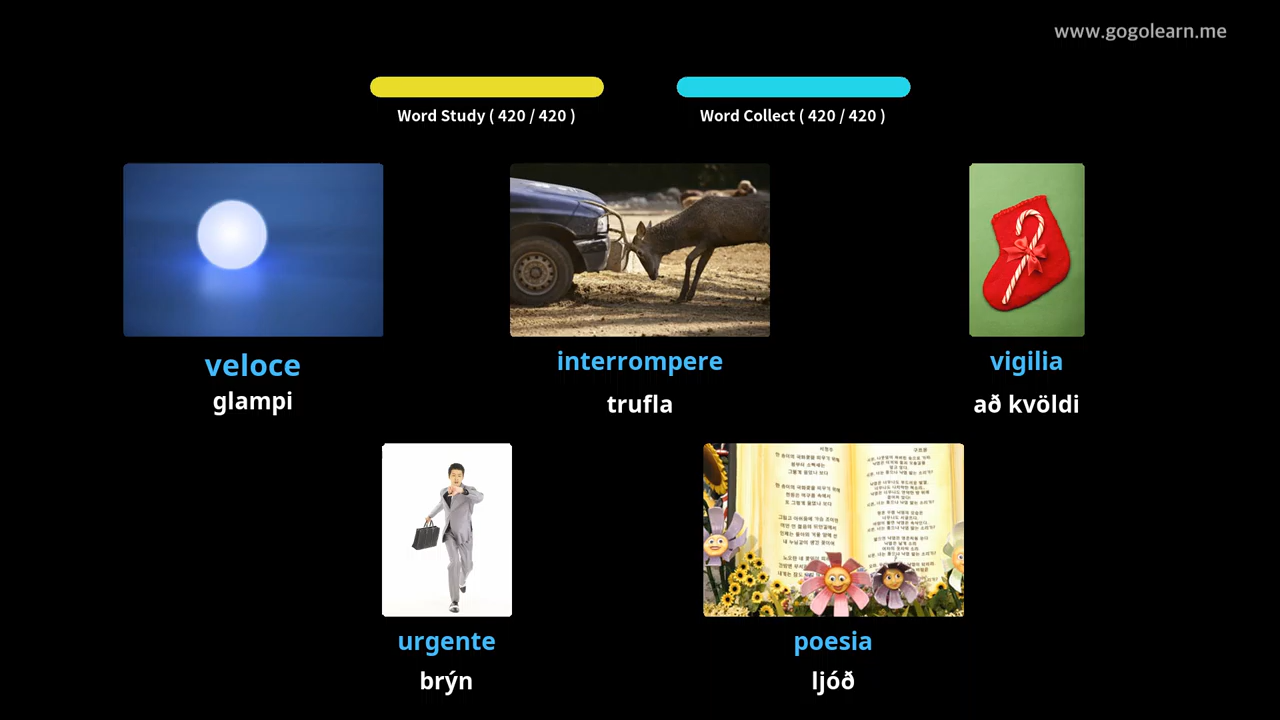 www.gogolearn.me
Word Study ( 420 / 420 )
Word Collect ( 420 / 420 )
veloce
glampi
interrompere
trufla
vigilia
að kvöldi
urgente
brýn
poesia
ljóð